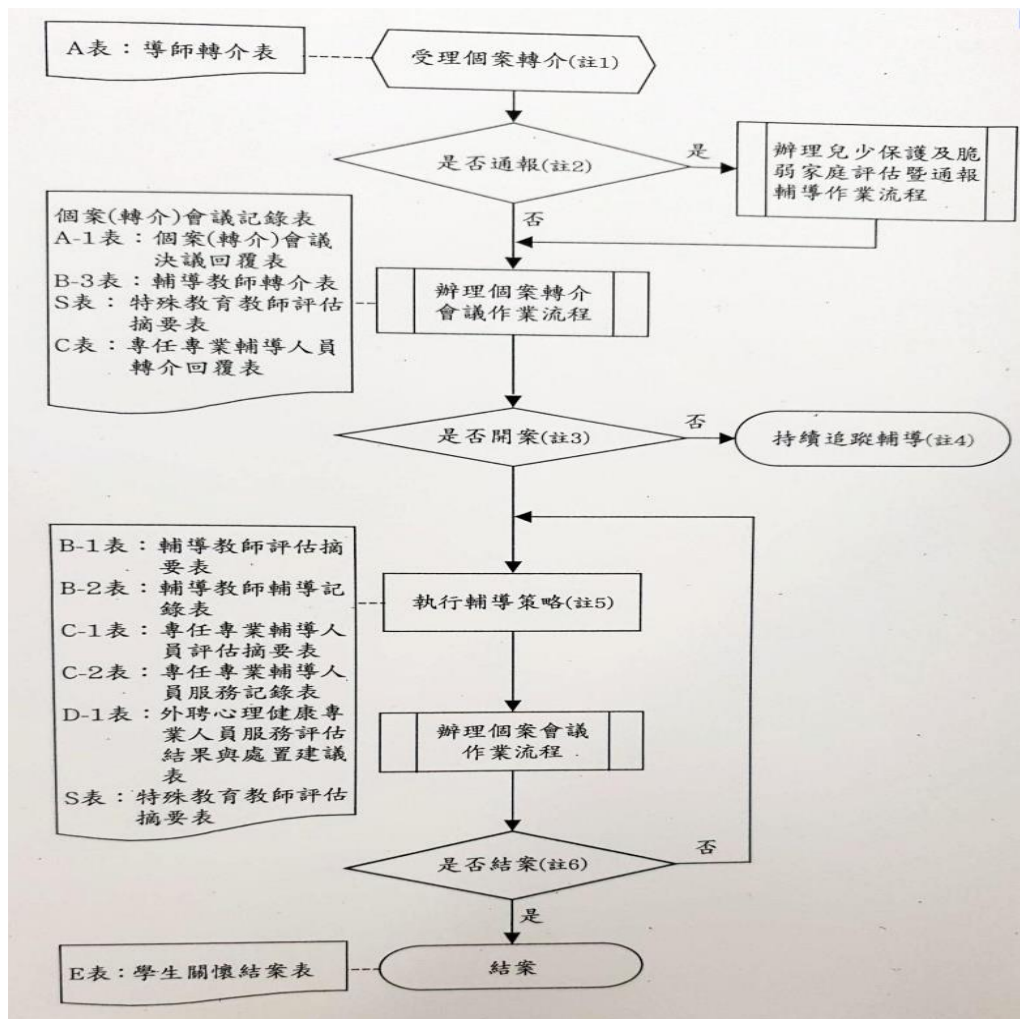 A表：導師轉介表
受理個案轉介(註1)
是否通報(註2)
是
辦理兒少保護及脆
弱家庭評估暨通報
輔導作業流程
否
個案(轉介)會議記錄表
A-1表：個案(轉介)會議
決議回覆表
B-3表：輔導教師轉介表
S表：特殊教育教師評估
摘要表
C表：專任專業輔導人員
轉介回覆表
辦理個案轉介
會議作業流程
是否開案(註3)
否
持續追蹤輔導(註4)
B-1表：輔導教師評估摘
要表
B-2表：輔導教師輔導記
錄表
C-1表：專任專業輔導人
員評估摘要表
C-2表：專任專業輔導人
員服務記錄表
D-1表：外聘心理健康專
業人員服務評估
結果與處置建議
表
S表：特殊教育教師評估
摘要表
執行輔導策略(註5)
辦理個案會議
作業流程
是否結案(註6)
否
是
E表：學生關懷結案表
結案